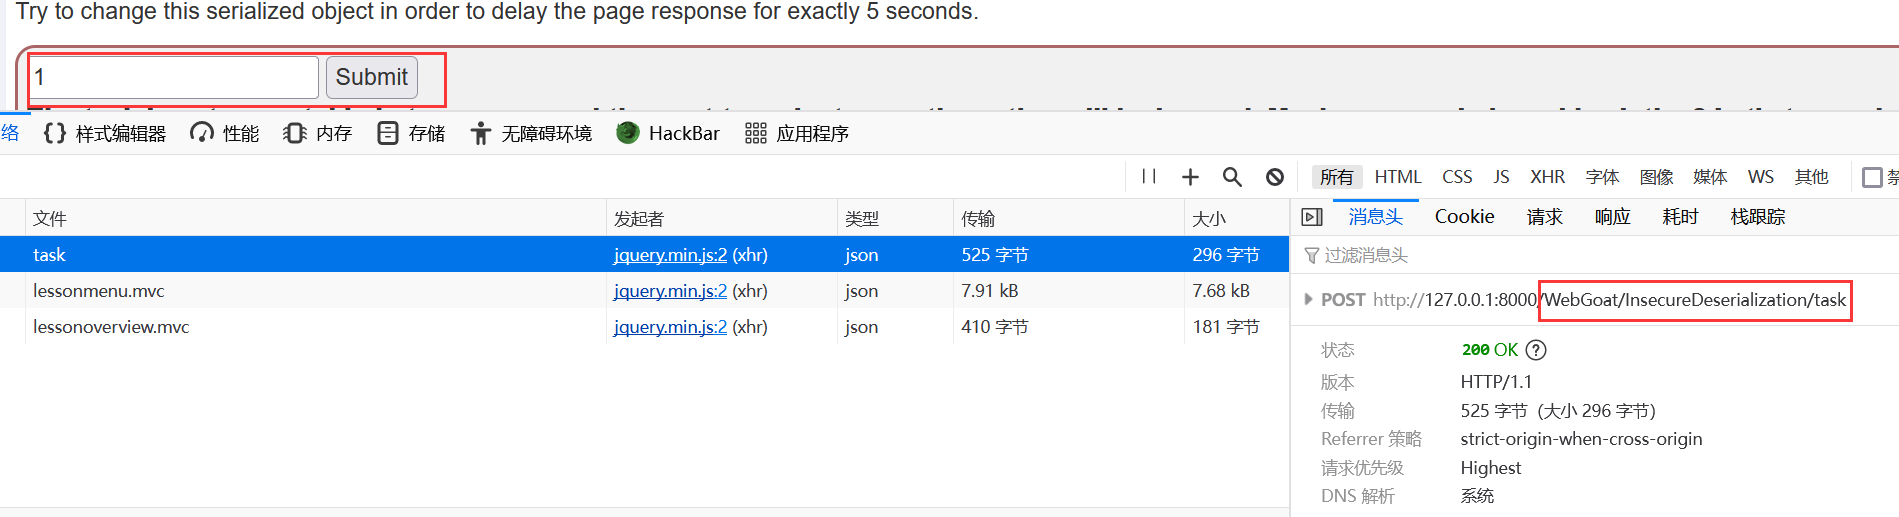 Try to change this serialized object in order to delay the page response for exactly 5 seconds.
1 Submit
络 样式编辑器 性能 内存 存储 无障碍环境 HackBar 应用程序
所有 HTML CSS JS XHR 字体 图像 媒体 WS 其他 禁
文件 发起者 类型 传输 大小 消息头 Cookie 请求 响应 耗时 栈跟踪
task jquery.min.js:2 (xhr) json 525 字节 296 字节
过滤消息头
lessonmenu.mvc jquery.min.js:2 (xhr) json 7.91 kB 7.68 kB
POST http://127.0.0.1:8000/WebGoat/InsecureDeserialization/task
lessonoverview.mvc jquery.min.js:2 (xhr) json 410 字节 181 字节
状态 200 OK
版本 HTTP/1.1
传输 525 字节（大小 296 字节）
Referrer 策略 strict-origin-when-cross-origin
请求优先级 Highest
DNS 解析 系统